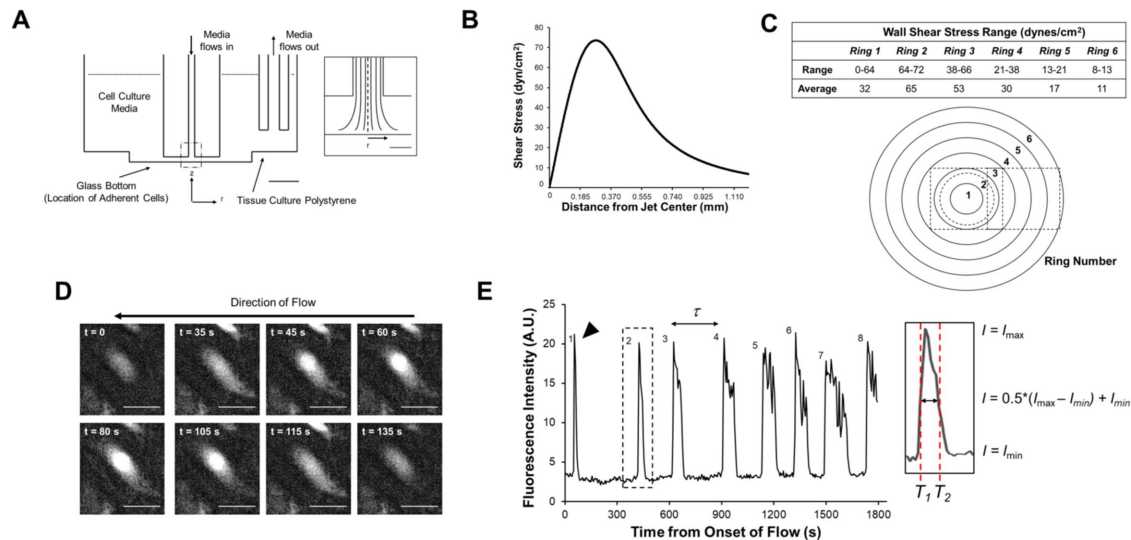 A
Media
flows in
Media
flows out
Cell Culture
Media
r
z
r
Glass Bottom
(Location of Adherent Cells)
Tissue Culture Polystyrene
B
Shear Stress (dyn/cm²)
80
70
60
50
40
30
20
10
0
0 0.185 0.370 0.555 0.740 0.925 1.110
Distance from Jet Center (mm)
C
Wall Shear Stress Range (dynes/cm²)
Ring 1 Ring 2 Ring 3 Ring 4 Ring 5 Ring 6
Range 0-64 64-72 38-66 21-38 13-21 8-13
Average 32 65 53 30 17 11
6
5
4
3
2
1
Ring Number
D
Direction of Flow
t = 0 t = 35 s t = 45 s t = 60 s
t = 80 s t = 105 s t = 115 s t = 135 s
E
Fluorescence Intensity (A.U.)
25
20
15
10
5
0
1 2 3 4 5 6 7 8
τ
0 300 600 900 1200 1500 1800
Time from Onset of Flow (s)
I = Imax
I = 0.5*(Imax – Imin) + Imin
I = Imin
T1 T2